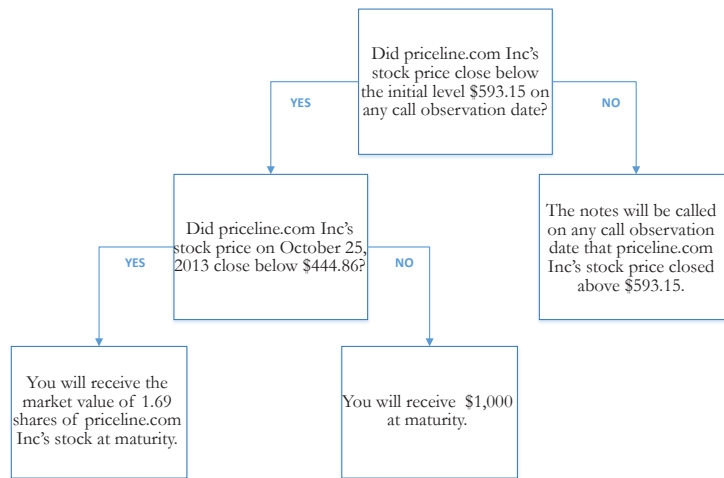 Did priceline.com Inc's
stock price close below
the initial level $593.15 on
any call observation date?
YES
NO
Did priceline.com Inc's
stock price on October 25,
2013 close below $444.86?
The notes will be called
on any call observation
date that priceline.com
Inc's stock price closed
above $593.15.
YES
NO
You will receive the
market value of 1.69
shares of priceline.com
Inc's stock at maturity.
You will receive $1,000
at maturity.